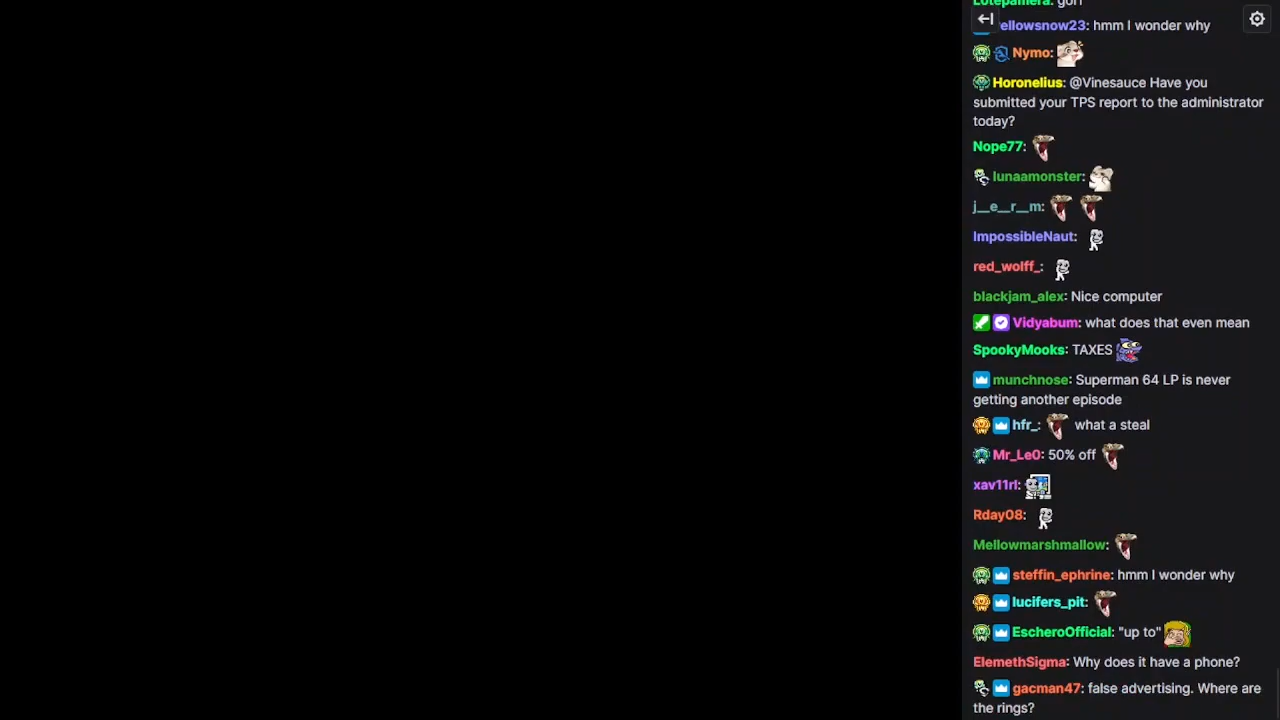 Lotepamera: gorf
ellowsnow23: hmm I wonder why
Nymo:
Horonelius: @Vinesauce Have you
submitted your TPS report to the administrator
today?
Nope77:
lunaamonster:
j__e__r__m:
ImpossibleNaut:
red_wolff_:
blackjam_alex: Nice computer
Vidyabum: what does that even mean
SpookyMooks: TAXES
munchnose: Superman 64 LP is never
getting another episode
hfr_: what a steal
Mr_Le0: 50% off
xav11rl:
Rday08:
Mellowmarshmallow:
steffin_ephrine: hmm I wonder why
lucifers_pit:
EscheroOfficial: "up to"
ElemethSigma: Why does it have a phone?
gacman47: false advertising. Where are
the rings?